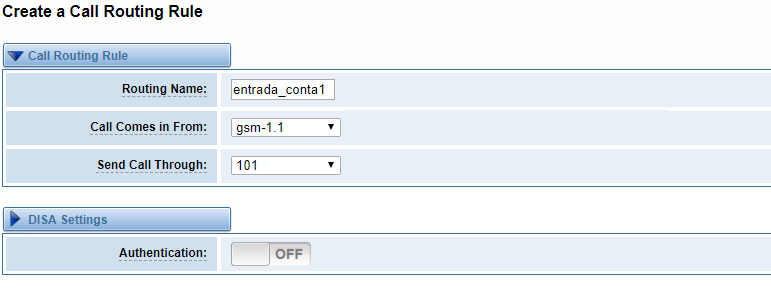 Create a Call Routing Rule
Call Routing Rule
Routing Name: entrada_conta1
Call Comes in From: gsm-1.1
Send Call Through: 101
DISA Settings
Authentication: OFF